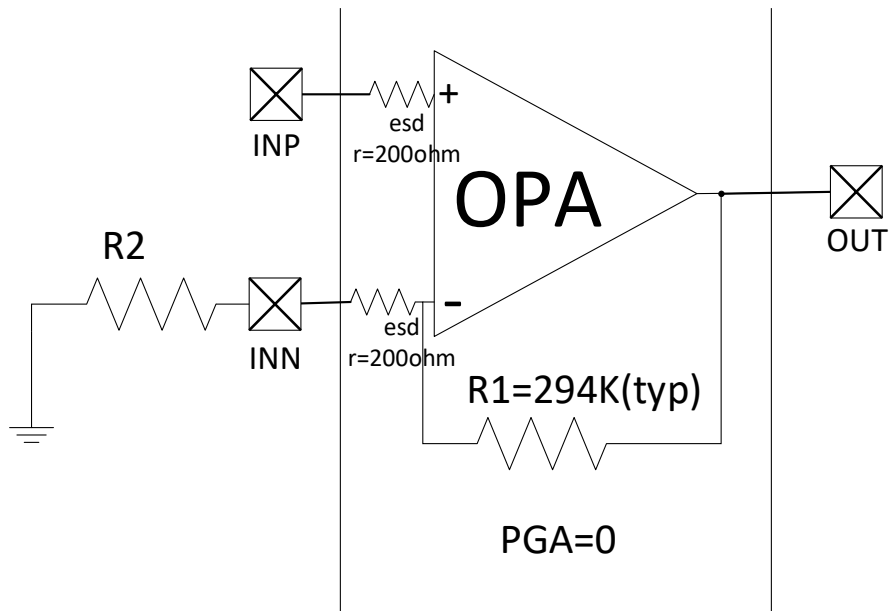 INP
esd
r=200ohm
+
OPA
OUT
R2
INN
-
esd
r=200ohm
R1=294K(typ)
PGA=0